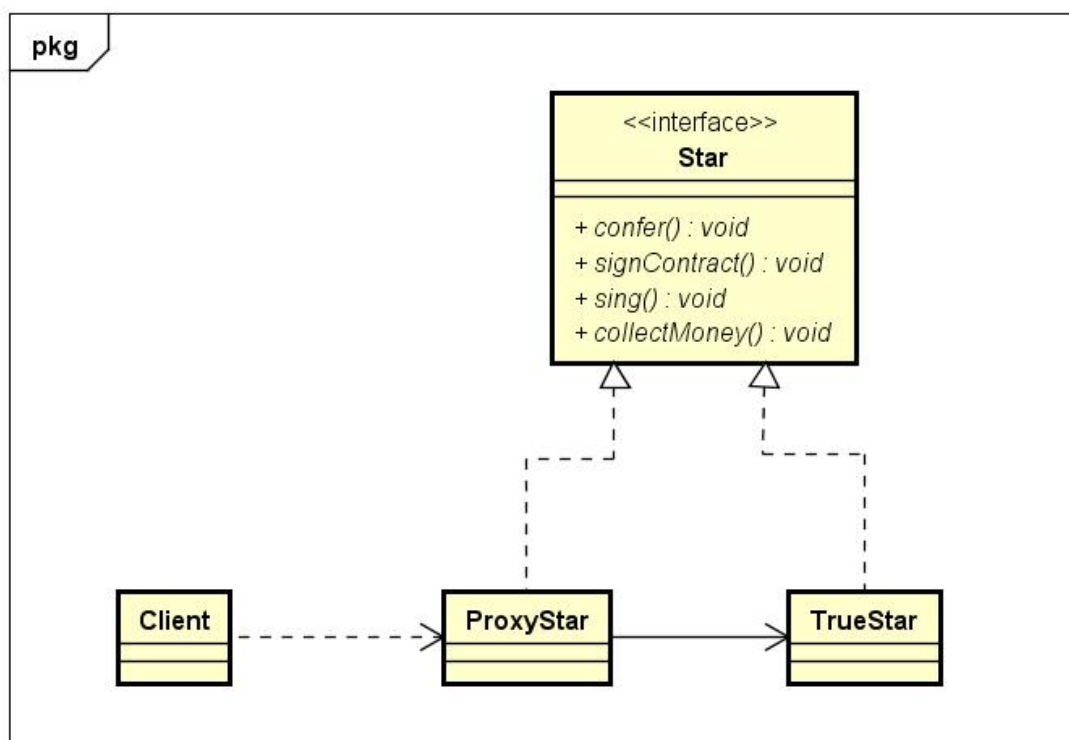 pkg
<<interface>>
Star
+ confer() : void
+ signContract() : void
+ sing() : void
+ collectMoney() : void
Client
ProxyStar
TrueStar